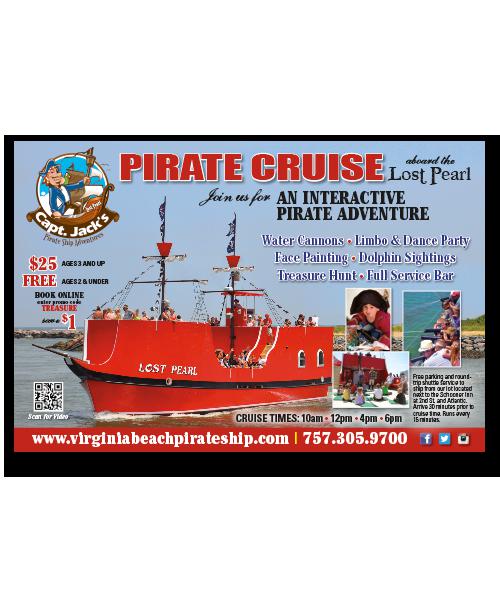 PIRATE CRUISE aboard the Lost Pearl
Capt. Jack's
Pirate Ship Adventures
Join us for AN INTERACTIVE
PIRATE ADVENTURE
Water Cannons • Limbo & Dance Party
Face Painting • Dolphin Sightings
Treasure Hunt • Full Service Bar
$25 AGES 3 AND UP
FREE AGES 2 & UNDER
BOOK ONLINE
enter promo code
TREASURE
save a $1
LOST PEARL
Scan for Video
CRUISE TIMES: 10am • 12pm • 4pm • 6pm
Free parking and round-
trip shuttle service to
ship from our lot located
next to the Schooner Inn
at 2nd St. and Atlantic.
Arrive 30 minutes prior to
cruise time. Runs every
15 minutes.
www.virginiabeachpirateship.com | 757.305.9700